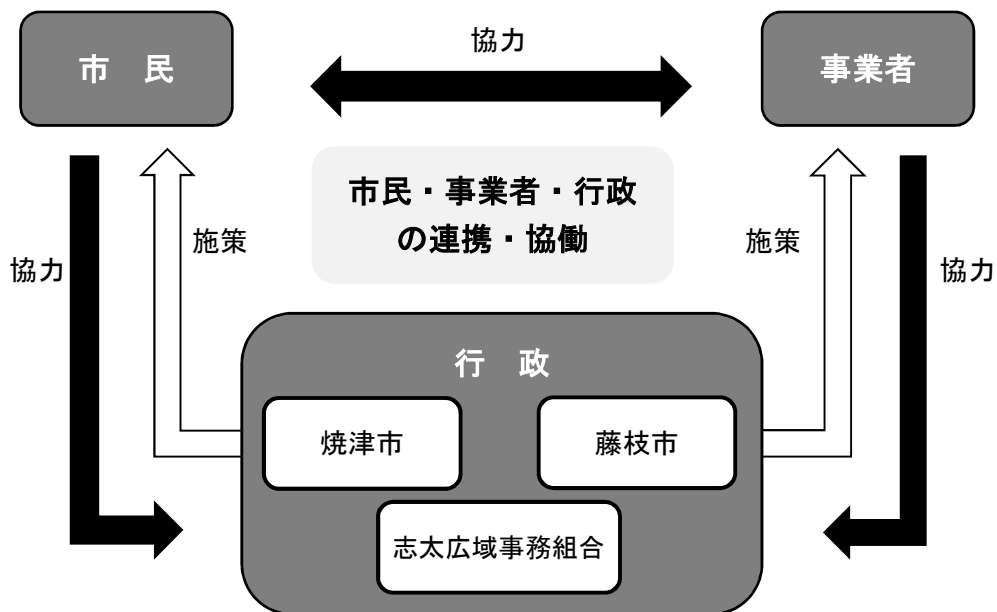 協力
市　民
事業者
市民・事業者・行政
の連携・協働
施策
施策
協力
協力
行　政
焼津市
藤枝市
志太広域事務組合